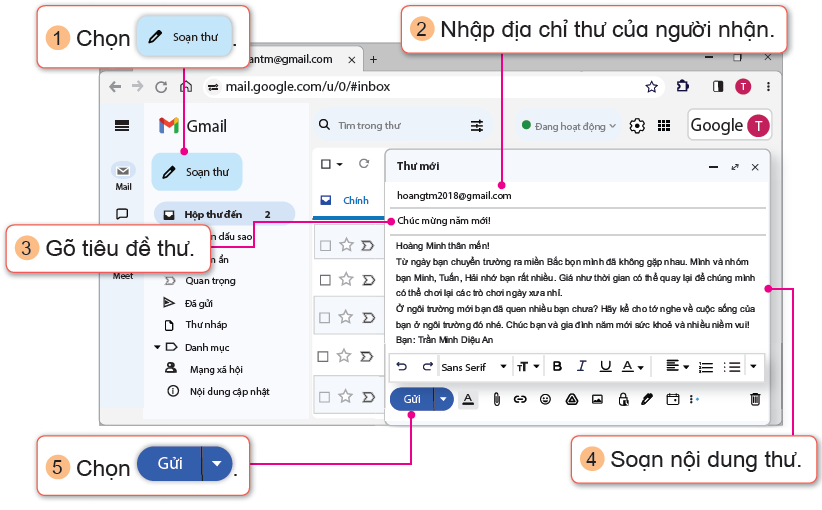 1 Chọn Soạn thư .
2 Nhập địa chỉ thư của người nhận.
antm@gmail.com
mail.google.com/u/0/#inbox
T
Gmail
Tìm trong thư
Đang hoạt động
Google T
Soạn thư
Thư mới
Mail
Chính
hoangtm2018@gmail.com
Hộp thư đến 2
Chúc mừng năm mới!
dấu sao
3 Gõ tiêu đề thư.
Hoàng Minh thân mến!
Từ ngày bạn chuyển trường ra miền Bắc bọn mình đã không gặp nhau. Mình và nhóm
bạn Minh, Tuấn, Hải nhớ bạn rất nhiều. Giá như thời gian có thể quay lại để chúng mình
có thể chơi lại các trò chơi ngày xưa nhỉ.
Ở ngôi trường mới bạn đã quen nhiều bạn chưa? Hãy kể cho tớ nghe về cuộc sống của
bạn ở ngôi trường đó nhé. Chúc bạn và gia đình năm mới sức khoẻ và nhiều niềm vui!
Bạn: Trần Minh Diệu An
ẩn
Meet
Quan trọng
Đã gửi
Thư nháp
Danh mục
Mạng xã hội
Nội dung cập nhật
Sans Serif
B I U A
Gửi
A
5 Chọn Gửi .
4 Soạn nội dung thư.